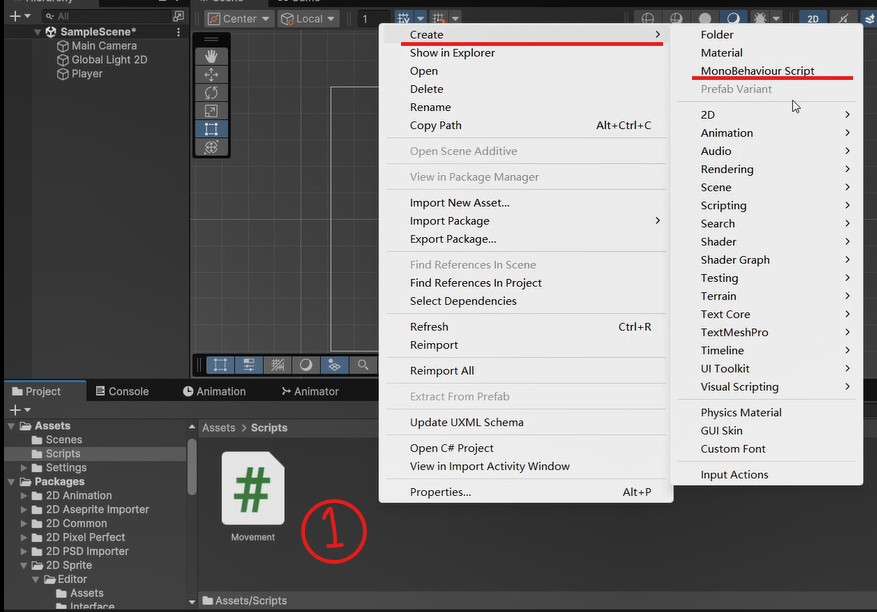 Hierarchy
Scene
Game
+
All
Center
Local
1
2D
SampleScene*
Main Camera
Global Light 2D
Player
Create
Show in Explorer
Open
Delete
Rename
Copy Path Alt+Ctrl+C
Open Scene Additive
View in Package Manager
Import New Asset...
Import Package
Export Package...
Find References In Scene
Find References In Project
Select Dependencies
Refresh Ctrl+R
Reimport
Reimport All
Extract From Prefab
Update UXML Schema
Open C# Project
View in Import Activity Window
Properties... Alt+P
Folder
Material
MonoBehaviour Script
Prefab Variant
2D
Animation
Audio
Rendering
Scene
Scripting
Search
Shader
Shader Graph
Testing
Terrain
Text Core
TextMeshPro
Timeline
UI Toolkit
Visual Scripting
Physics Material
GUI Skin
Custom Font
Input Actions
Project
Console
Animation
Animator
+
Assets
Scenes
Scripts
Settings
Packages
2D Animation
2D Aseprite Importer
2D Common
2D Pixel Perfect
2D PSD Importer
2D Sprite
Editor
Assets
Interface
Assets > Scripts
#
Movement
1
Assets/Scripts